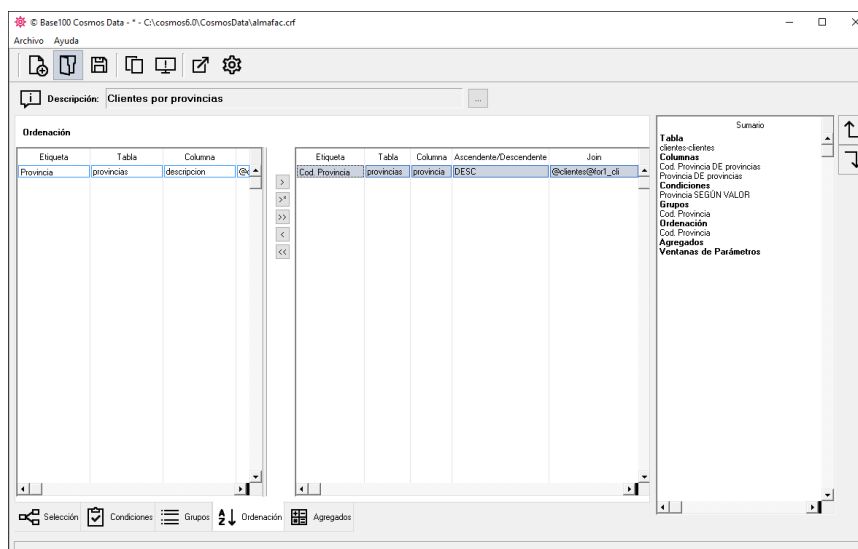 © Base100 Cosmos Data - * - C:\cosmos6.0\CosmosData\almafac.crf
Archivo Ayuda
Descripción: Clientes por provincias ...
Ordenación
Etiqueta Tabla Columna
Provincia provincias descripcion
>
>*
>>
<
<<
Etiqueta Tabla Columna Ascendente/Descendente Join
Cod. Provincia provincias provincia DESC @clientes@for1_cli
Sumario
Tabla
clientes-clientes
Columnas
Cod. Provincia DE provincias
Provincia DE provincias
Condiciones
Provincia SEGÚN VALOR
Grupos
Cod. Provincia
Ordenación
Cod. Provincia
Agregados
Ventanas de Parámetros
Selección Condiciones Grupos Ordenación Agregados